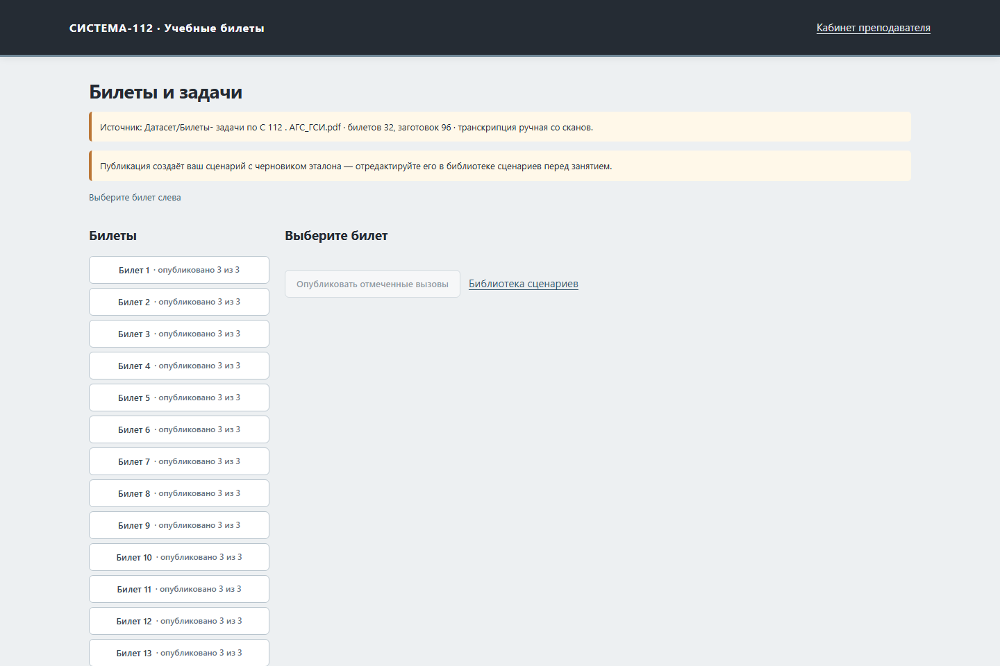 СИСТЕМА-112 · Учебные билеты
Кабинет преподавателя
Билеты и задачи
Источник: Датасет/Билеты- задачи по С 112 . АГС_ГСИ.pdf · билетов 32, заготовок 96 · транскрипция ручная со сканов.
Публикация создаёт ваш сценарий с черновиком эталона — отредактируйте его в библиотеке сценариев перед занятием.
Выберите билет слева
Билеты
Билет 1 · опубликовано 3 из 3
Билет 2 · опубликовано 3 из 3
Билет 3 · опубликовано 3 из 3
Билет 4 · опубликовано 3 из 3
Билет 5 · опубликовано 3 из 3
Билет 6 · опубликовано 3 из 3
Билет 7 · опубликовано 3 из 3
Билет 8 · опубликовано 3 из 3
Билет 9 · опубликовано 3 из 3
Билет 10 · опубликовано 3 из 3
Билет 11 · опубликовано 3 из 3
Билет 12 · опубликовано 3 из 3
Билет 13 · опубликовано 3 из 3
Выберите билет
Опубликовать отмеченные вызовы
Библиотека сценариев